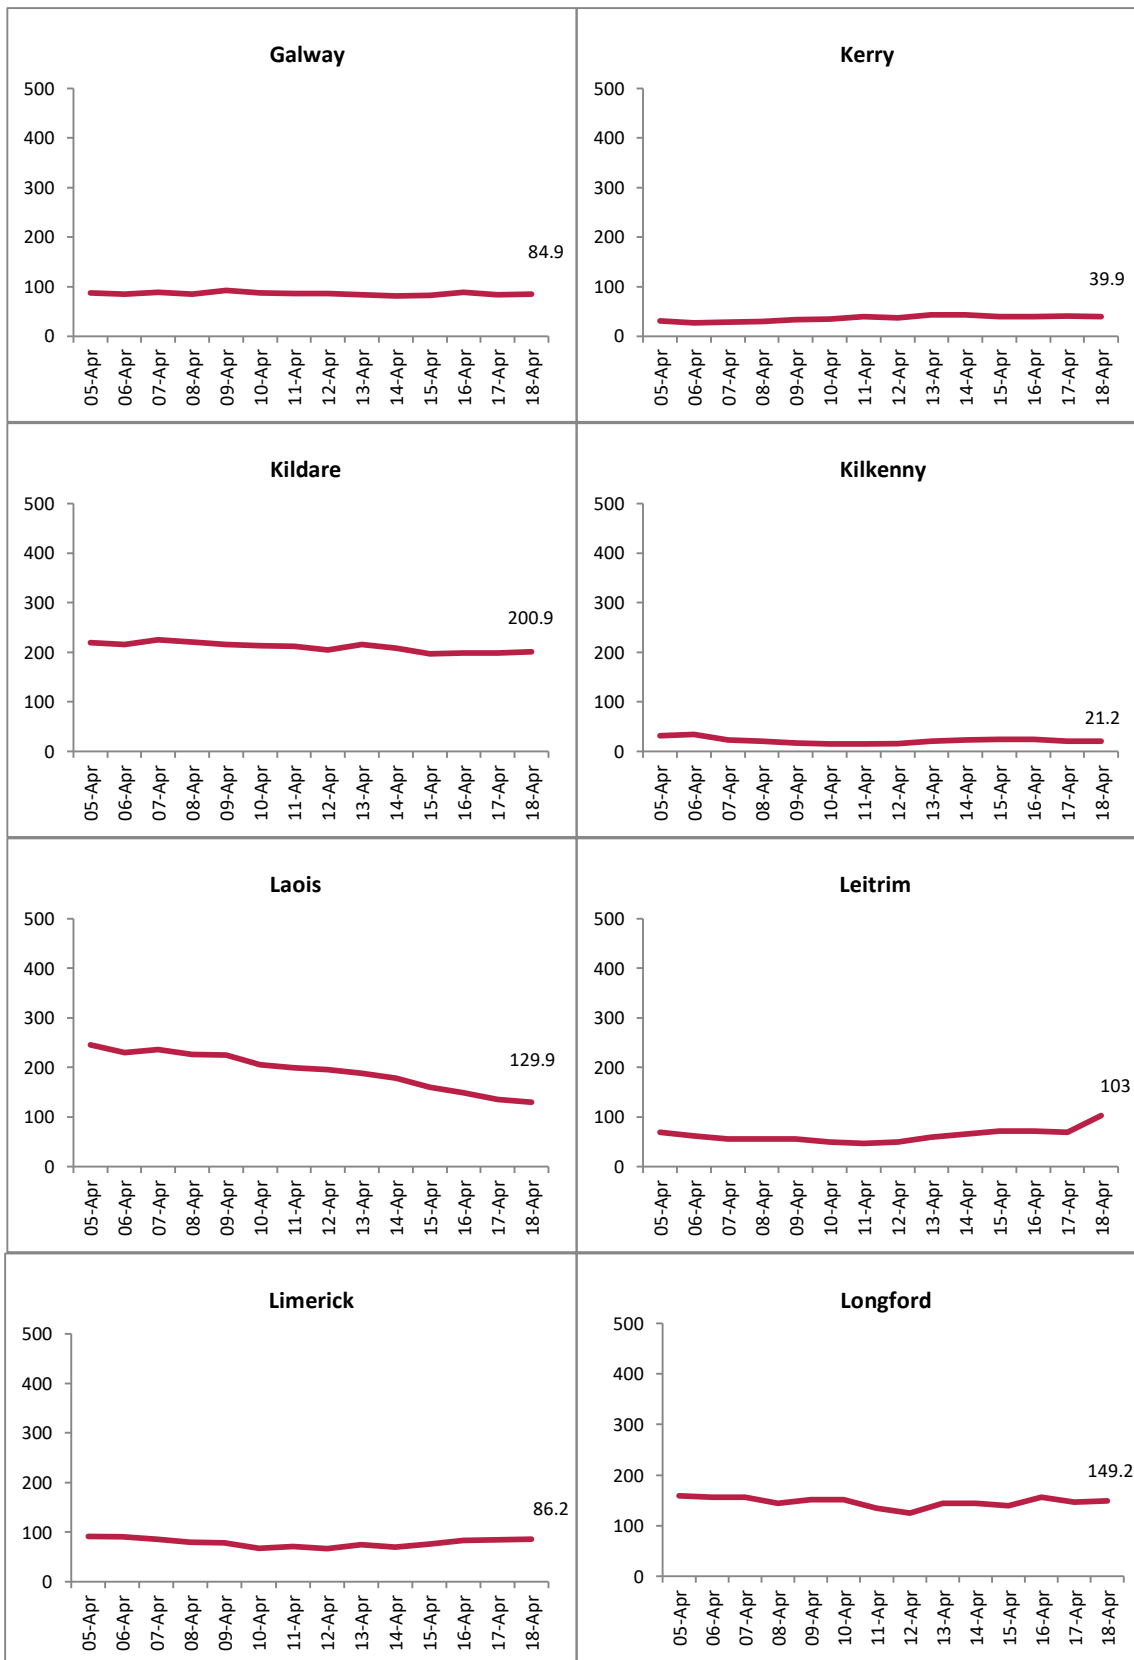 Galway
500
400
300
200
100
0
84.9
05-Apr
06-Apr
07-Apr
08-Apr
09-Apr
10-Apr
11-Apr
12-Apr
13-Apr
14-Apr
15-Apr
16-Apr
17-Apr
18-Apr
Kerry
500
400
300
200
100
0
39.9
05-Apr
06-Apr
07-Apr
08-Apr
09-Apr
10-Apr
11-Apr
12-Apr
13-Apr
14-Apr
15-Apr
16-Apr
17-Apr
18-Apr
Kildare
500
400
300
200
100
0
200.9
05-Apr
06-Apr
07-Apr
08-Apr
09-Apr
10-Apr
11-Apr
12-Apr
13-Apr
14-Apr
15-Apr
16-Apr
17-Apr
18-Apr
Kilkenny
500
400
300
200
100
0
21.2
05-Apr
06-Apr
07-Apr
08-Apr
09-Apr
10-Apr
11-Apr
12-Apr
13-Apr
14-Apr
15-Apr
16-Apr
17-Apr
18-Apr
Laois
500
400
300
200
100
0
129.9
05-Apr
06-Apr
07-Apr
08-Apr
09-Apr
10-Apr
11-Apr
12-Apr
13-Apr
14-Apr
15-Apr
16-Apr
17-Apr
18-Apr
Leitrim
500
400
300
200
100
0
103
05-Apr
06-Apr
07-Apr
08-Apr
09-Apr
10-Apr
11-Apr
12-Apr
13-Apr
14-Apr
15-Apr
16-Apr
17-Apr
18-Apr
Limerick
500
400
300
200
100
0
86.2
05-Apr
06-Apr
07-Apr
08-Apr
09-Apr
10-Apr
11-Apr
12-Apr
13-Apr
14-Apr
15-Apr
16-Apr
17-Apr
18-Apr
Longford
500
400
300
200
100
0
149.2
05-Apr
06-Apr
07-Apr
08-Apr
09-Apr
10-Apr
11-Apr
12-Apr
13-Apr
14-Apr
15-Apr
16-Apr
17-Apr
18-Apr